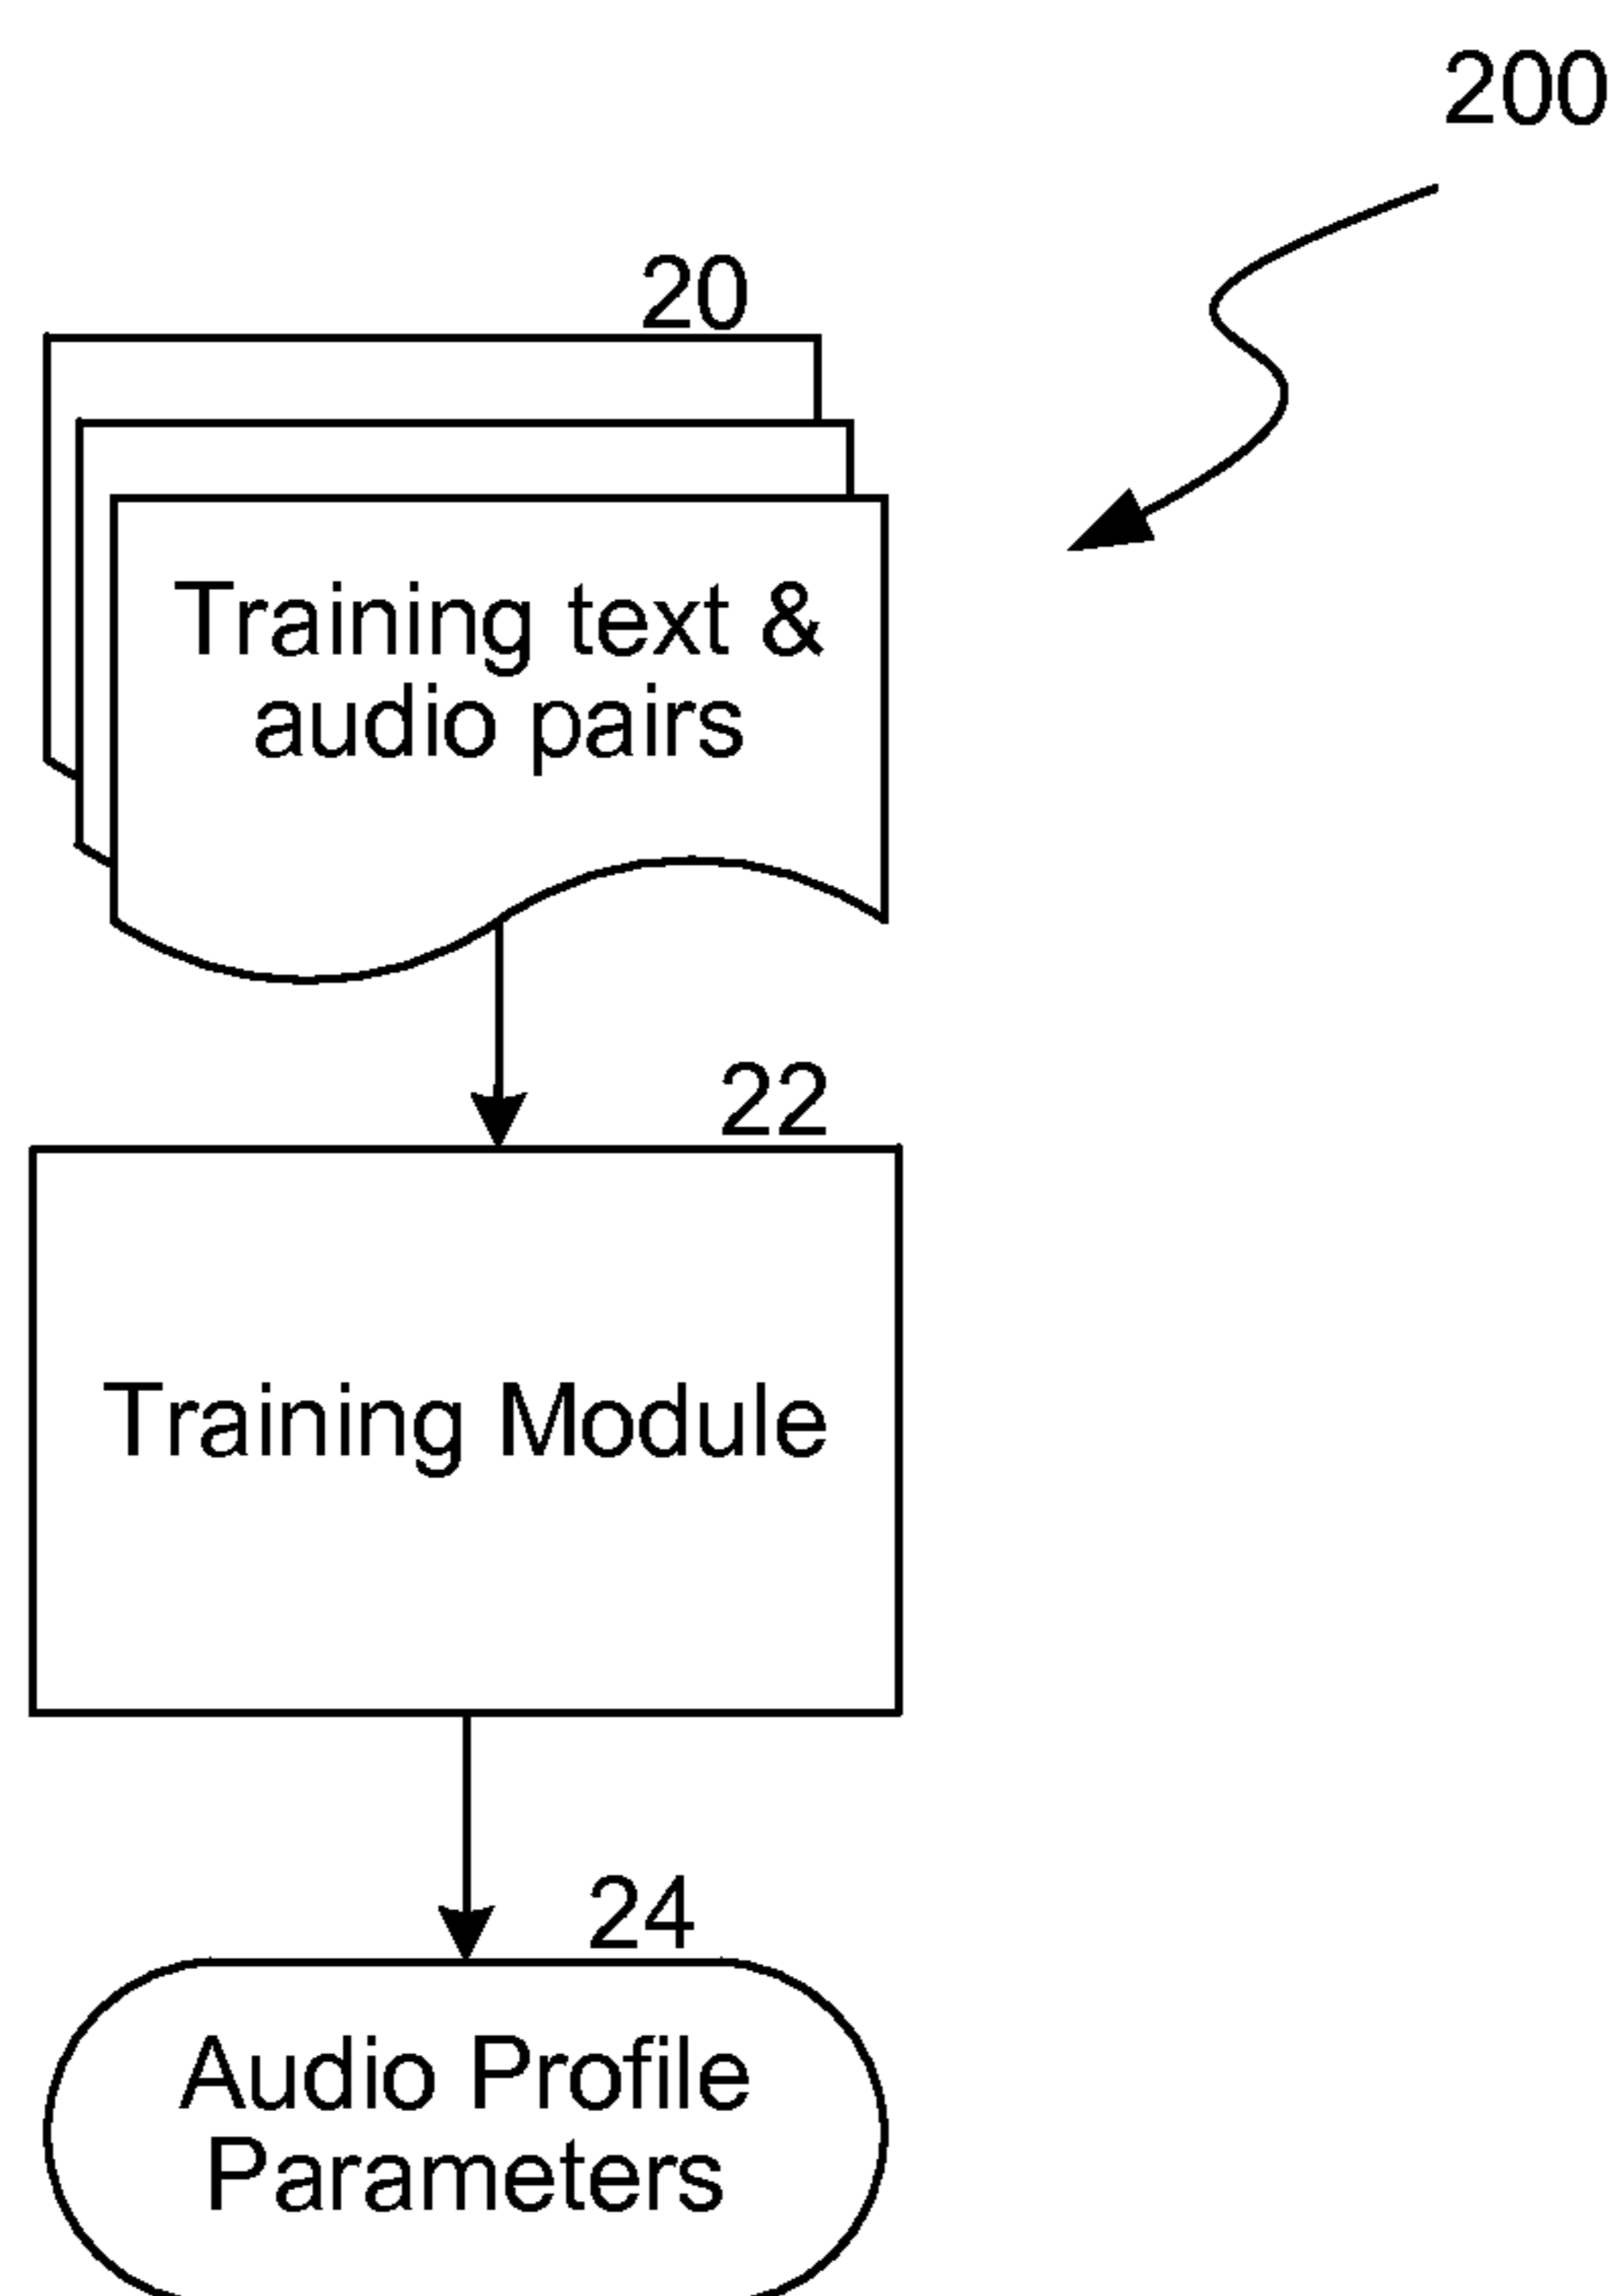 200
20
Training text &
audio pairs
22
Training Module
24
Audio Profile
Parameters